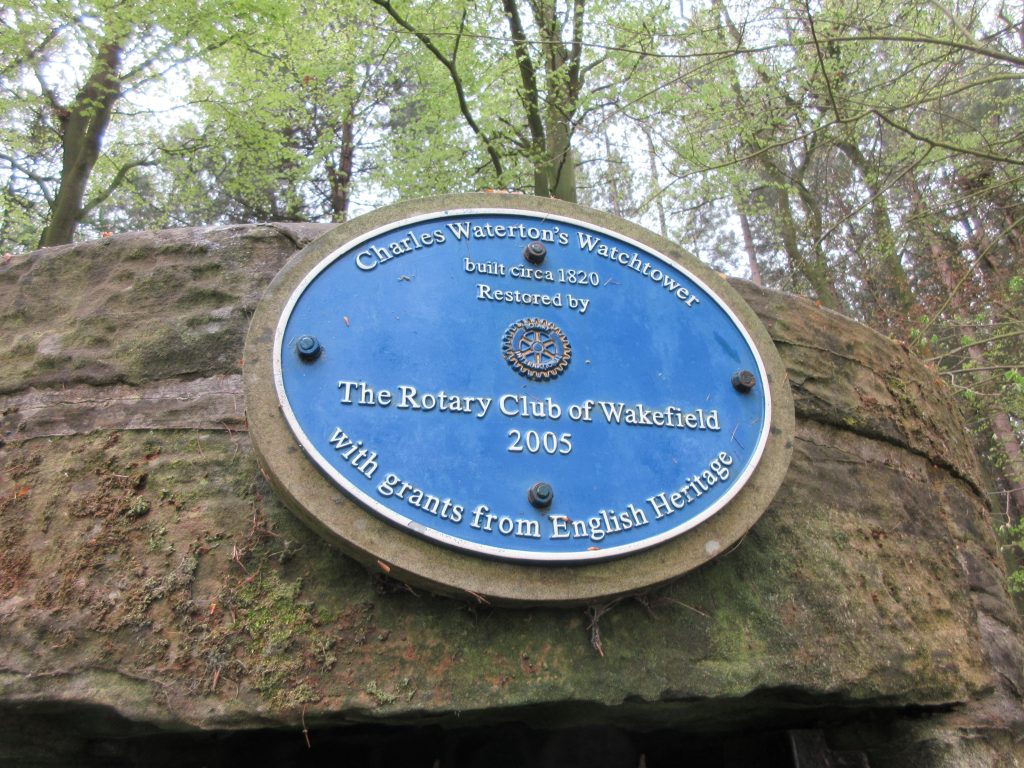 Charles Waterton's Watchtower
built circa 1820
Restored by
The Rotary Club of Wakefield
2005
with grants from English Heritage